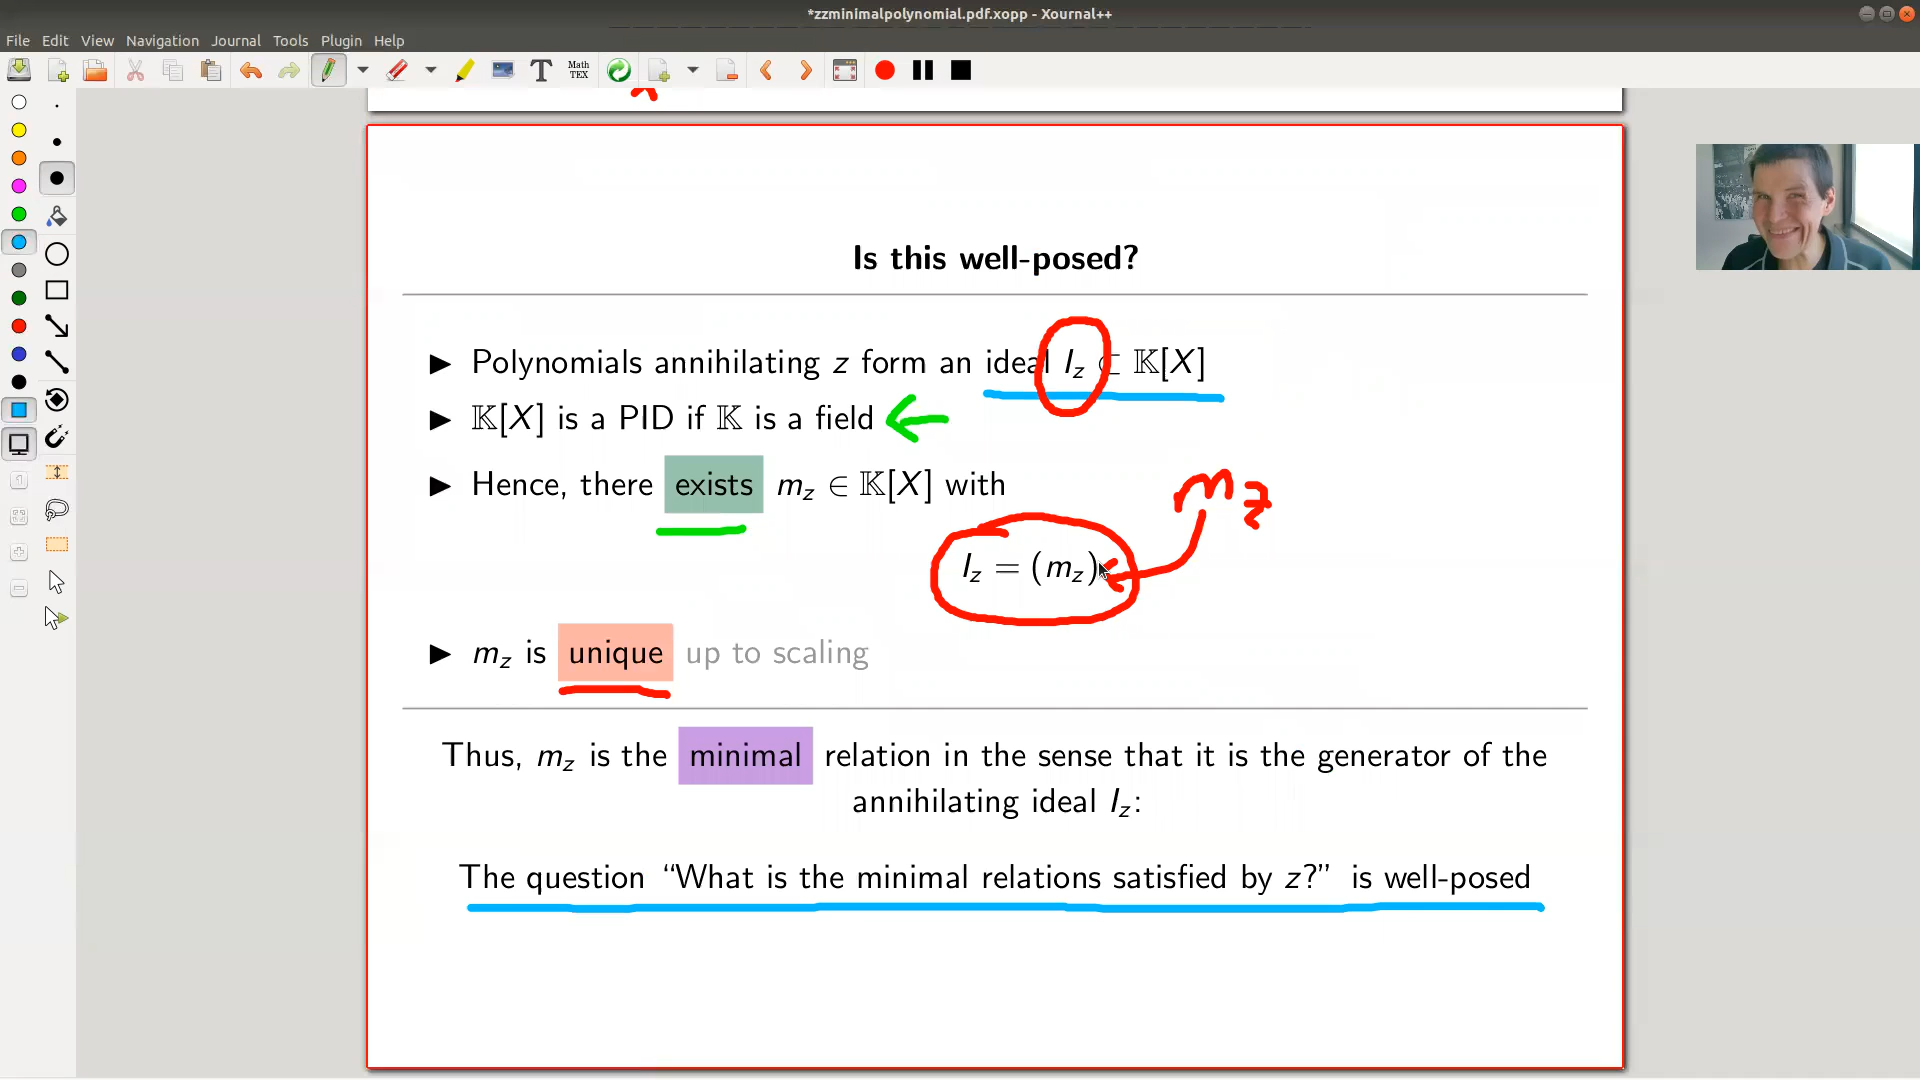 *zzminimalpolynomial.pdf.xopp - Xournal++
File Edit View Navigation Journal Tools Plugin Help
T Math TEX
x
Is this well-posed?
▶ Polynomials annihilating z form an ideal I_z ⊂ 𝕂[X]
▶ 𝕂[X] is a PID if 𝕂 is a field
▶ Hence, there exists m_z ∈ 𝕂[X] with
m z
I_z = (m_z)
▶ m_z is unique up to scaling
Thus, m_z is the minimal relation in the sense that it is the generator of the
annihilating ideal I_z:
The question “What is the minimal relations satisfied by z?” is well-posed